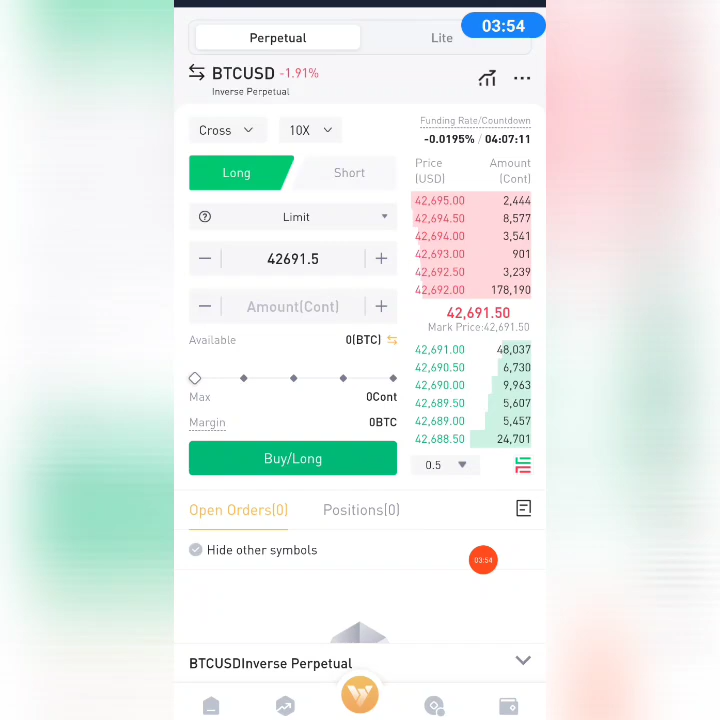 Perpetual
Lite
03:54
BTCUSD -1.91%
Inverse Perpetual
Cross
10X
Funding Rate/Countdown
-0.0195% / 04:07:11
Long
Short
Price
(USD)
Amount
(Cont)
Limit
42691.5
Amount(Cont)
Available
0(BTC)
Max
0Cont
Margin
0BTC
Buy/Long
42,695.00 2,444
42,694.50 8,577
42,694.00 3,541
42,693.00 901
42,692.50 3,239
42,692.00 178,190
42,691.50
Mark Price:42,691.50
42,691.00 48,037
42,690.50 6,730
42,690.00 9,963
42,689.50 5,607
42,689.00 5,457
42,688.50 24,701
0.5
Open Orders(0)
Positions(0)
Hide other symbols
03:54
BTCUSDInverse Perpetual